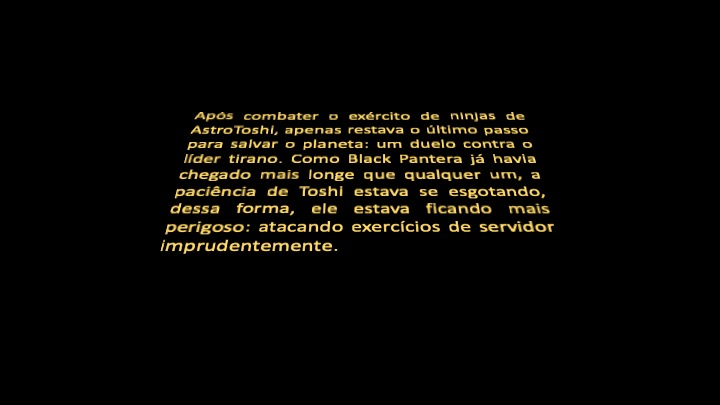 Após combater o exército de ninjas de
AstroToshi, apenas restava o último passo
para salvar o planeta: um duelo contra o
líder tirano. Como Black Pantera já havia
chegado mais longe que qualquer um, a
paciência de Toshi estava se esgotando,
dessa forma, ele estava ficando mais
perigoso: atacando exercícios de servidor
imprudentemente.